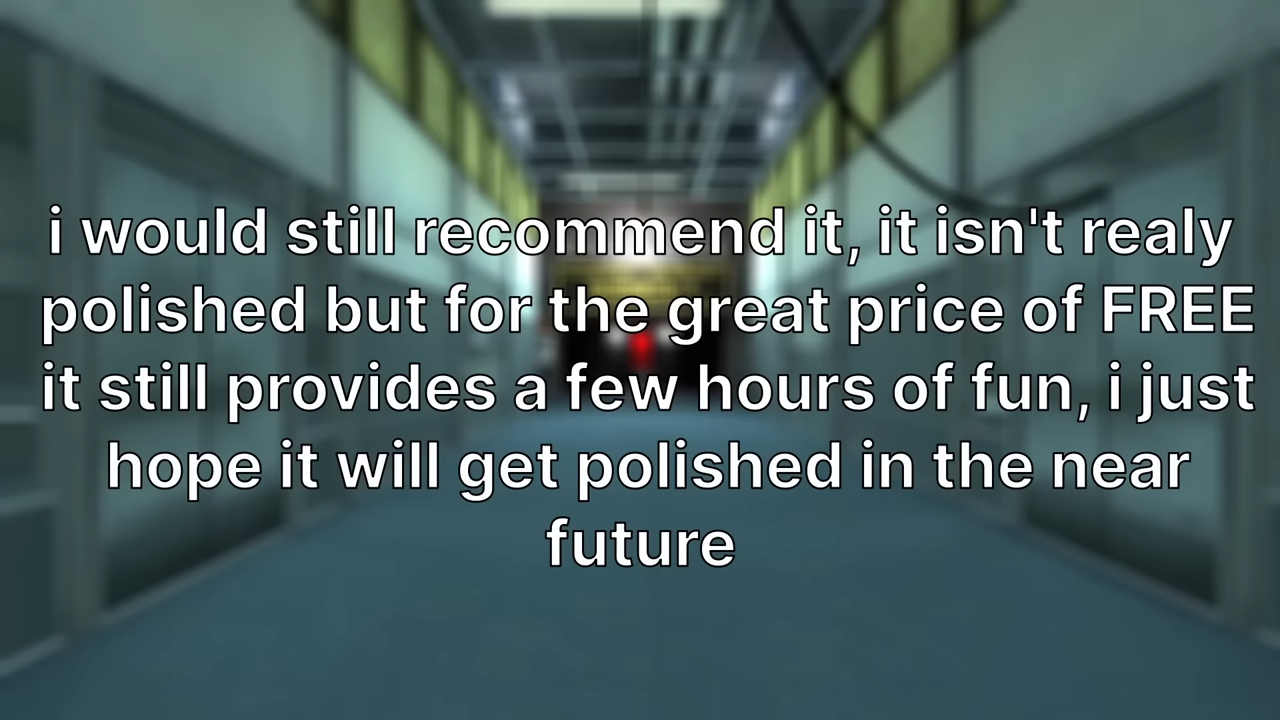 i would still recommend it, it isn't realy
polished but for the great price of FREE
it still provides a few hours of fun, i just
hope it will get polished in the near
future